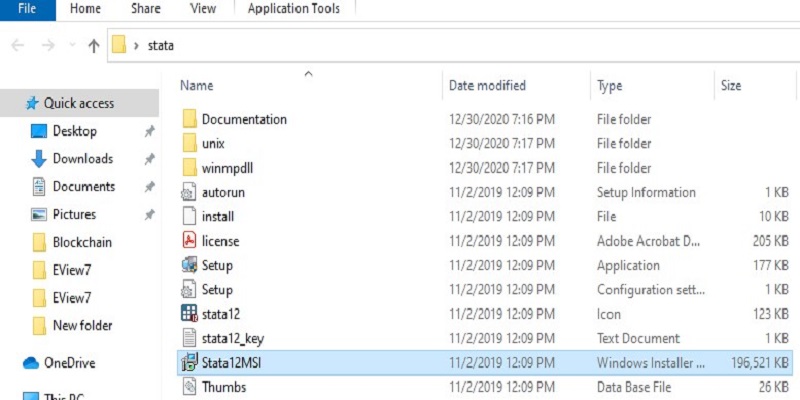 File Home Share View Application Tools
stata
Name Date modified Type Size
Quick access
Desktop
Downloads
Documents
Pictures
Blockchain
EView7
EView7
New folder
OneDrive
This PC
Documentation 12/30/2020 7:16 PM File folder
unix 12/30/2020 7:17 PM File folder
winmpdll 12/30/2020 7:17 PM File folder
autorun 11/2/2019 12:09 PM Setup Information 1 KB
install 11/2/2019 12:09 PM File 10 KB
license 11/2/2019 12:09 PM Adobe Acrobat D... 205 KB
Setup 11/2/2019 12:09 PM Application 177 KB
Setup 11/2/2019 12:09 PM Configuration sett... 1 KB
stata12 11/2/2019 12:09 PM Icon 123 KB
stata12_key 11/2/2019 12:09 PM Text Document 1 KB
Stata12MSI 11/2/2019 12:09 PM Windows Installer ... 196,521 KB
Thumbs 11/2/2019 12:09 PM Data Base File 26 KB